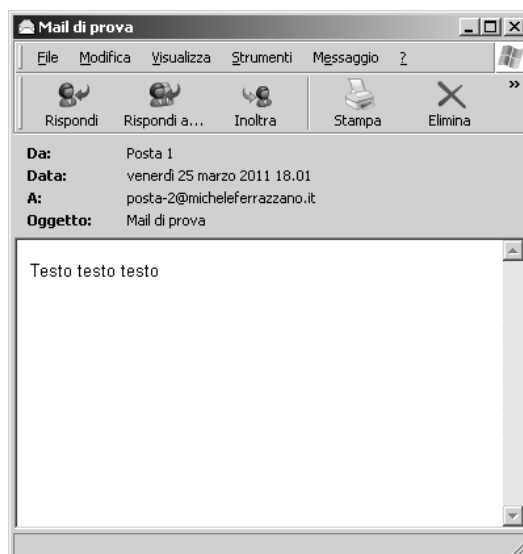 Mail di prova
File Modifica Visualizza Strumenti Messaggio ?
Rispondi Rispondi a... Inoltra Stampa Elimina »
Da: Posta 1
Data: venerdì 25 marzo 2011 18.01
A: posta-2@micheleferrazzano.it
Oggetto: Mail di prova
Testo testo testo